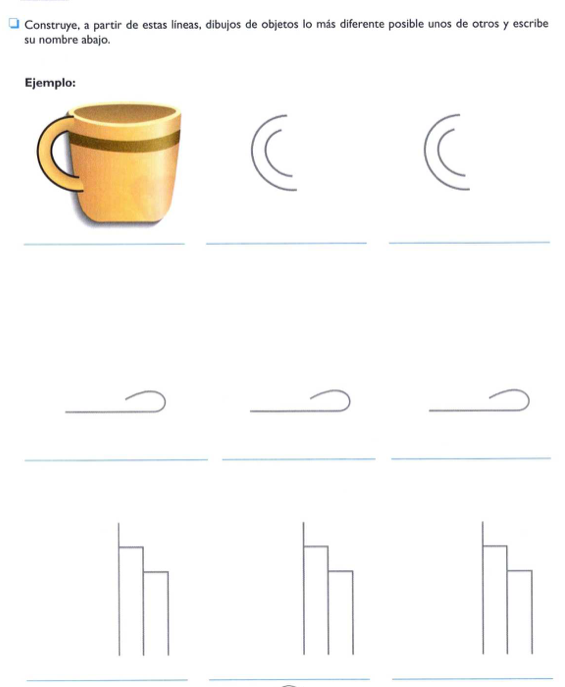 Construye, a partir de estas líneas, dibujos de objetos lo más diferente posible unos de otros y escribe
su nombre abajo.
Ejemplo: